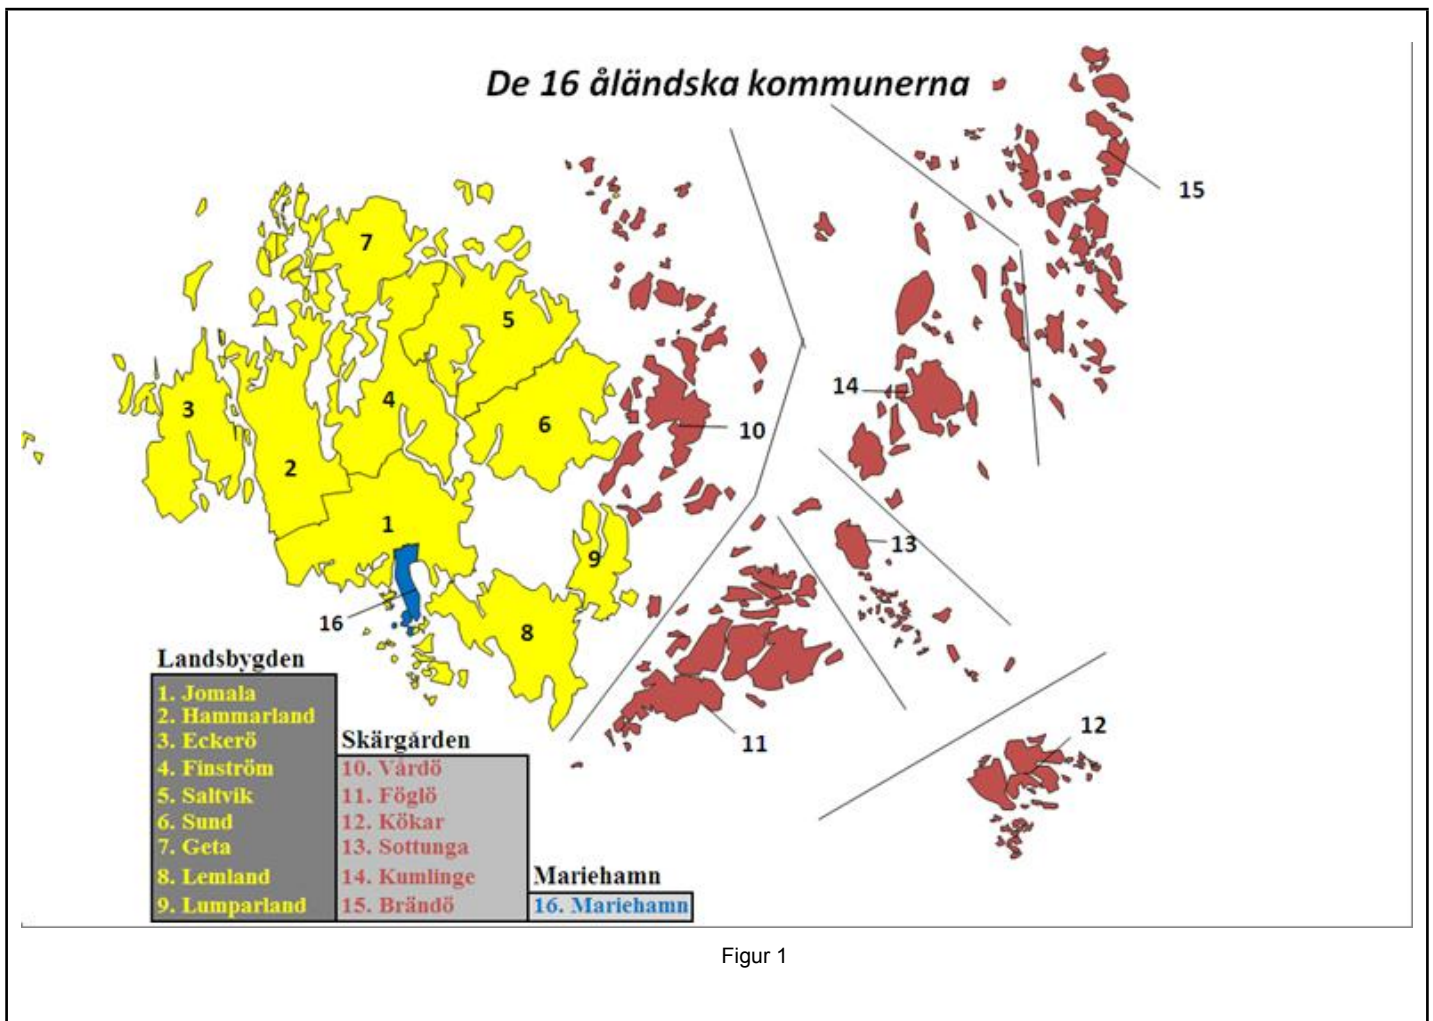 De 16 åländska kommunerna
15
7
5
14
3
4
6
10
2
1
13
9
16
8
12
11
Landsbygden
1. Jomala
2. Hammarland
3. Eckerö
4. Finström
5. Saltvik
6. Sund
7. Geta
8. Lemland
9. Lumparland
Skärgården
10. Vårdö
11. Föglö
12. Kökar
13. Sottunga
14. Kumlinge
15. Brändö
Mariehamn
16. Mariehamn
Figur 1